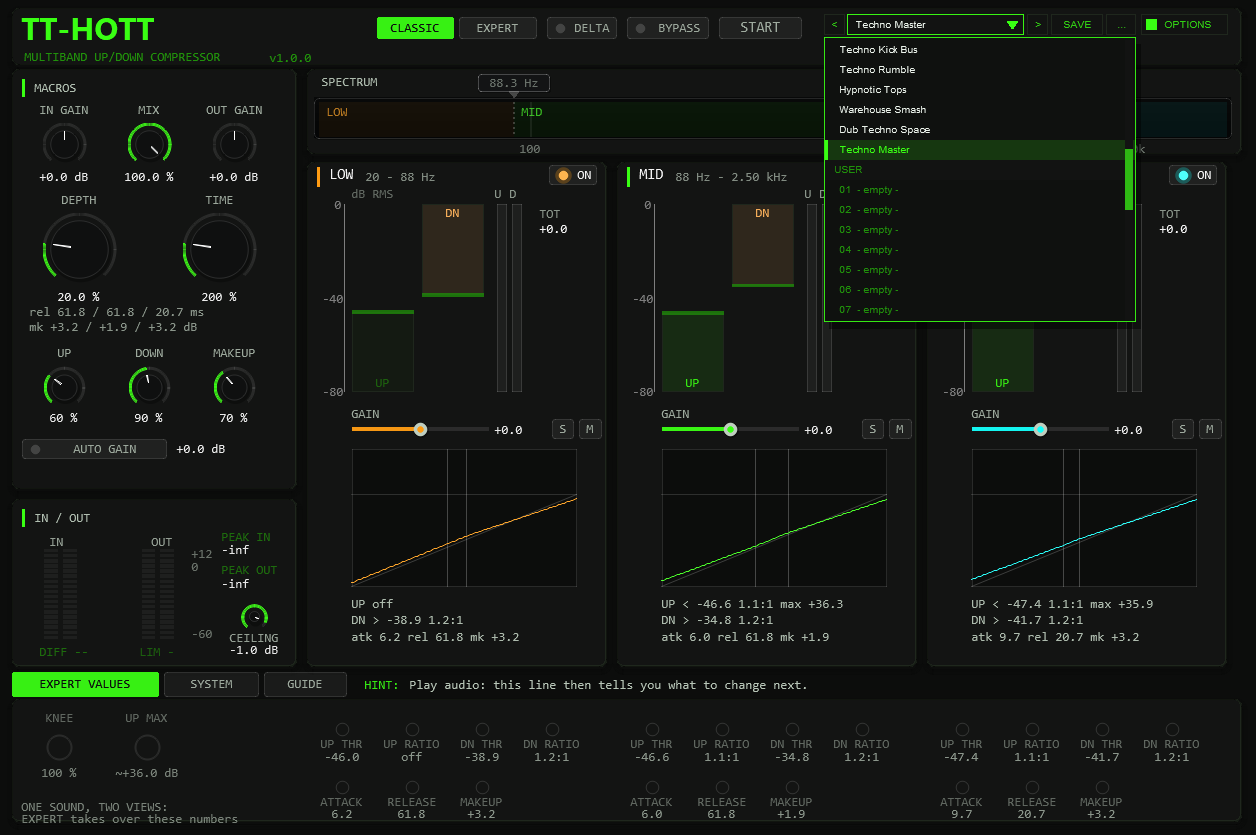 TT-HOTT
MULTIBAND UP/DOWN COMPRESSOR v1.0.0
CLASSIC EXPERT DELTA BYPASS START
< Techno Master > SAVE ... OPTIONS
Techno Kick Bus
Techno Rumble
Hypnotic Tops
Warehouse Smash
Dub Techno Space
Techno Master
USER
01 - empty -
02 - empty -
03 - empty -
04 - empty -
05 - empty -
06 - empty -
07 - empty -
MACROS
IN GAIN MIX OUT GAIN
+0.0 dB 100.0 % +0.0 dB
DEPTH TIME
20.0 % 200 %
rel 61.8 / 61.8 / 20.7 ms
mk +3.2 / +1.9 / +3.2 dB
UP DOWN MAKEUP
60 % 90 % 70 %
AUTO GAIN +0.0 dB
SPECTRUM 88.3 Hz
LOW MID
100
LOW 20 - 88 Hz ON
dB RMS U D
0 DN TOT
+0.0
-40
UP
-80
GAIN
+0.0 S M
UP off
DN > -38.9 1.2:1
atk 6.2 rel 61.8 mk +3.2
MID 88 Hz - 2.50 kHz
U D
0 DN
-40
UP
-80
GAIN
+0.0 S M
UP < -46.6 1.1:1 max +36.3
DN > -34.8 1.2:1
atk 6.0 rel 61.8 mk +1.9
ON
TOT
+0.0
UP
-80
GAIN
+0.0 S M
UP < -47.4 1.1:1 max +35.9
DN > -41.7 1.2:1
atk 9.7 rel 20.7 mk +3.2
IN / OUT
IN OUT
+12
0
-60
PEAK IN
-inf
PEAK OUT
-inf
CEILING
-1.0 dB
DIFF -- LIM -
EXPERT VALUES SYSTEM GUIDE HINT: Play audio: this line then tells you what to change next.
KNEE UP MAX
100 % ~+36.0 dB
ONE SOUND, TWO VIEWS:
EXPERT takes over these numbers
UP THR UP RATIO DN THR DN RATIO
-46.0 off -38.9 1.2:1
ATTACK RELEASE MAKEUP
6.2 61.8 +3.2
UP THR UP RATIO DN THR DN RATIO
-46.6 1.1:1 -34.8 1.2:1
ATTACK RELEASE MAKEUP
6.0 61.8 +1.9
UP THR UP RATIO DN THR DN RATIO
-47.4 1.1:1 -41.7 1.2:1
ATTACK RELEASE MAKEUP
9.7 20.7 +3.2